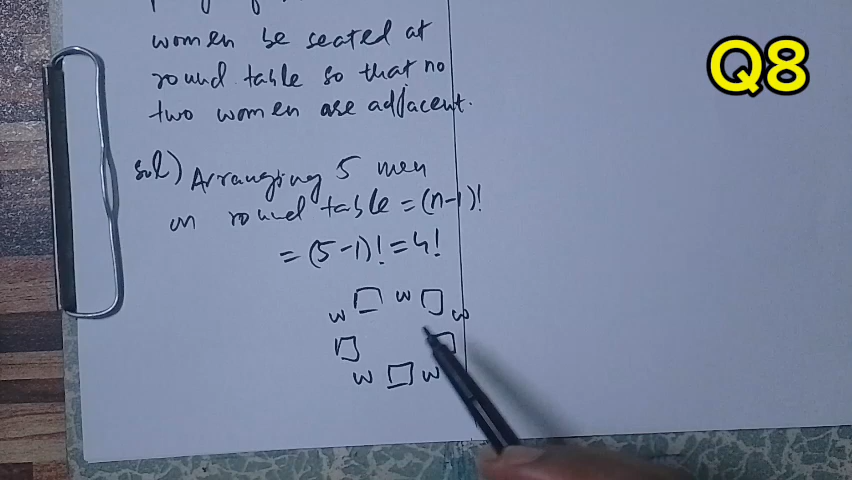 women be seated at
round table so that no
two women are adjacent.
Q8
Sol) Arranging 5 men
on round table = (n-1)!
= (5-1)! = 4!
W W W
W W